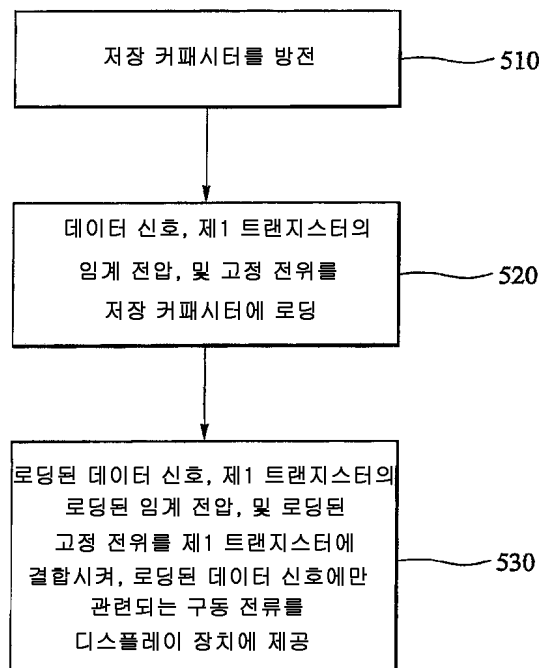 저장 커패시터를 방전
510
데이터 신호, 제1 트랜지스터의
임계 전압, 및 고정 전위를
저장 커패시터에 로딩
520
로딩된 데이터 신호, 제1 트랜지스터의
로딩된 임계 전압, 및 로딩된
고정 전위를 제1 트랜지스터에
결합시켜, 로딩된 데이터 신호에만
관련되는 구동 전류를
디스플레이 장치에 제공
530